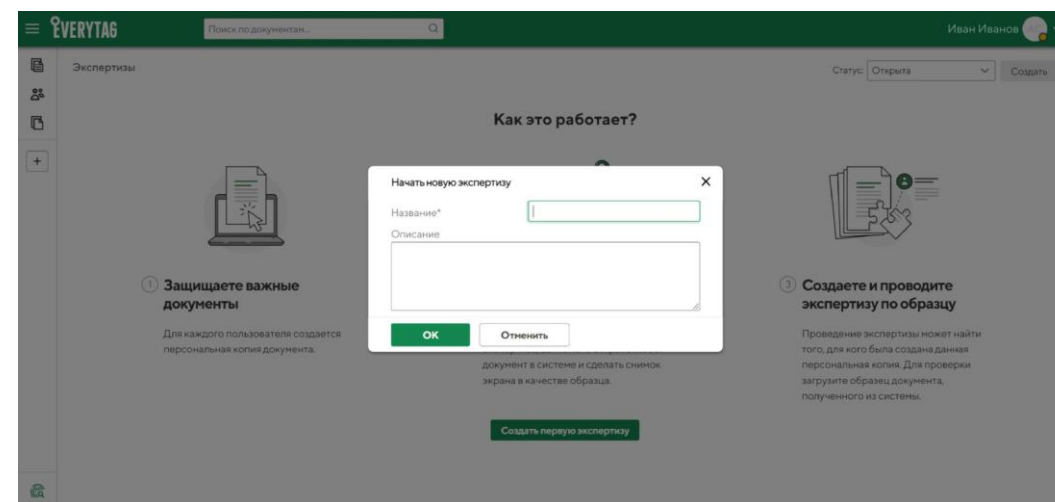 EVERYTAG
Поиск по документам...
Иван Иванов
Экспертизы
Статус: Открыта
Создать
Как это работает?
Начать новую экспертизу
Название*
Описание
ОК
Отменить
1 Защищаете важные
документы
Для каждого пользователя создается
персональная копия документа.
документ в системе и сделать снимок
экрана в качестве образца.
3 Создаете и проводите
экспертизу по образцу
Проведение экспертизы может найти
того, для кого была создана данная
персональная копия. Для проверки
загрузите образец документа,
полученного из системы.
Создать первую экспертизу